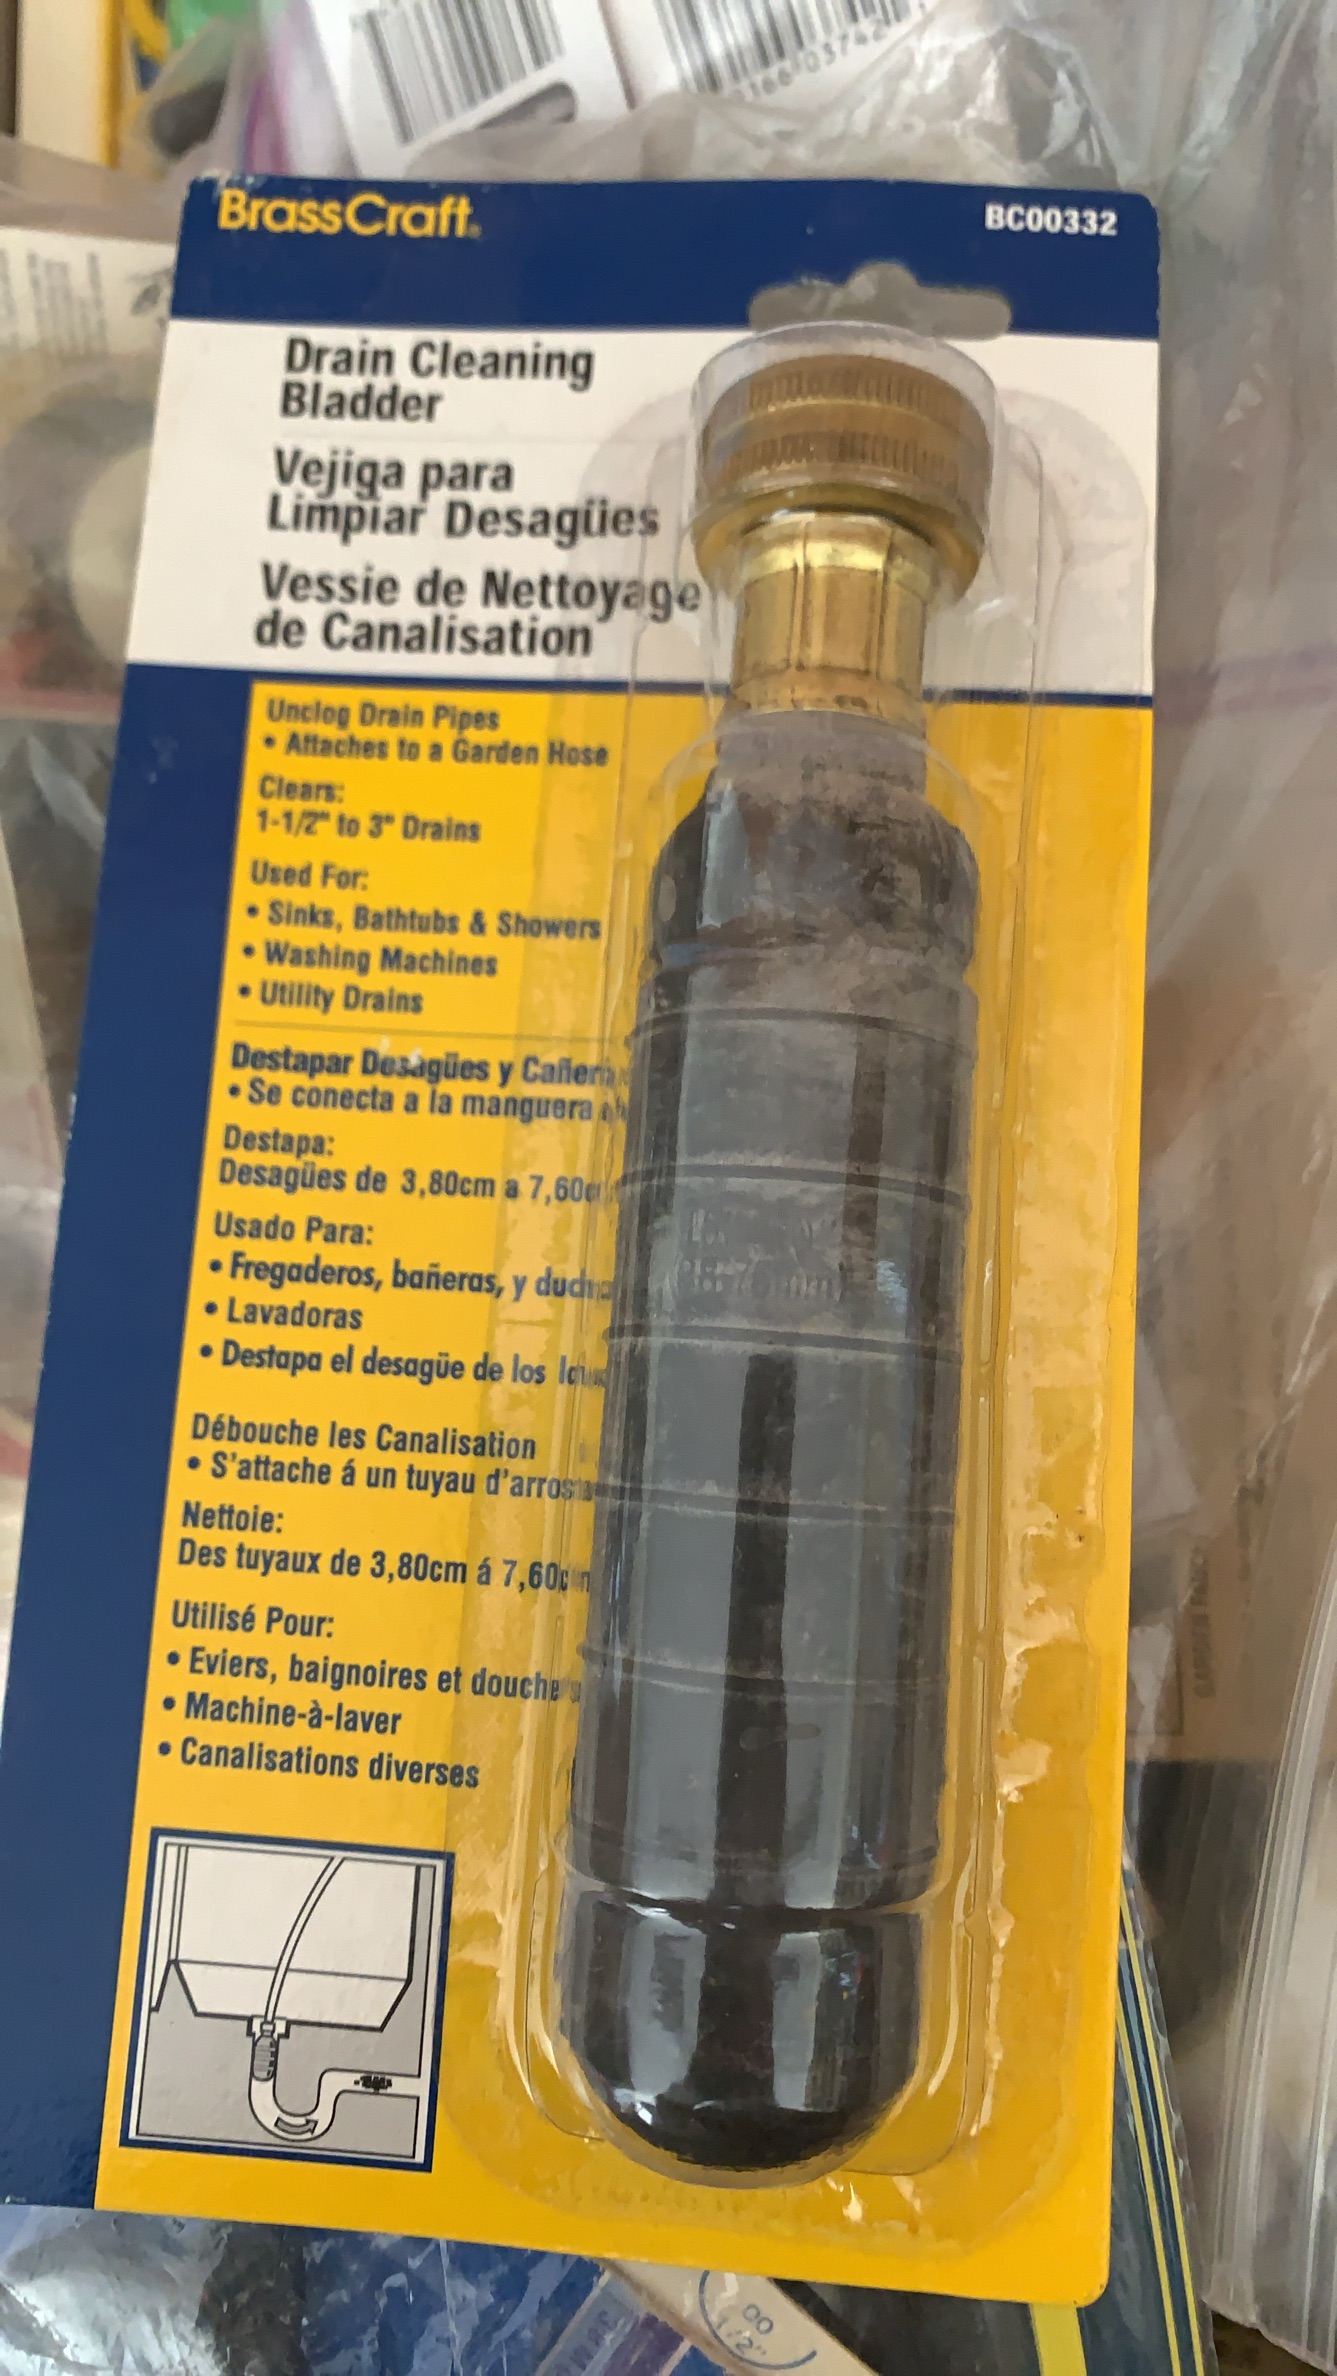 BrassCraft®
BC00332
Drain Cleaning
Bladder
Vejiga para
Limpiar Desagües
Vessie de Nettoyage
de Canalisation
Unclog Drain Pipes
• Attaches to a Garden Hose
Clears:
1-1/2" to 3" Drains
Used For:
• Sinks, Bathtubs & Showers
• Washing Machines
• Utility Drains
Destapar Desagües y
• Se conecta a la manguera
Destapa:
Desagües de 3,80cm a
Usado Para:
• Fregaderos, bañeras, y
• Lavadoras
• Destapa el desagüe de los
Débouche les Canalisation
• S'attache á un tuyau
Nettoie:
Des tuyaux de 3,80cm á
Utilisé Pour:
• Eviers, baignoires et douches
• Machine-à-laver
• Canalisations diverses